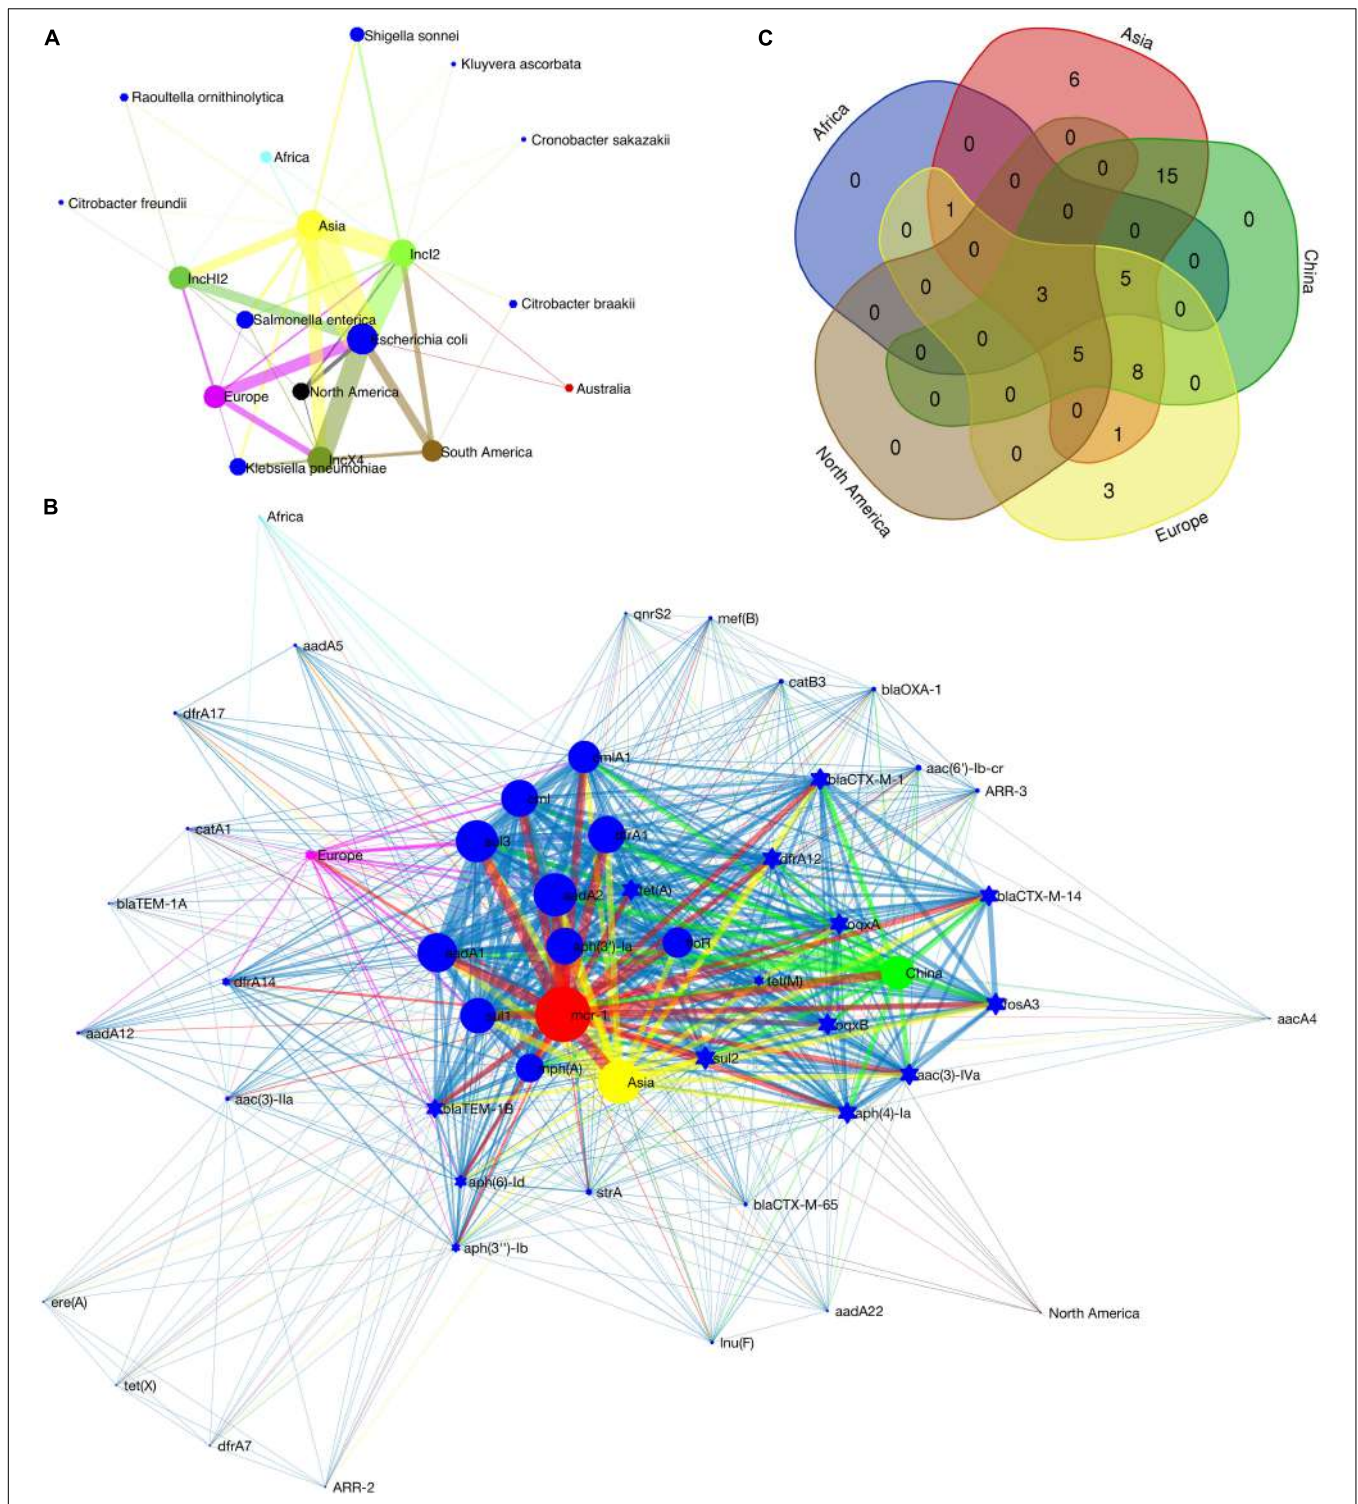 A
Shigella sonnei
Kluyvera ascorbata
Raoultella ornithinolytica
Cronobacter sakazakii
Africa
Citrobacter freundii
Asia
IncI2
IncHI2
Citrobacter braakii
Salmonella enterica
Escherichia coli
Australia
North America
Europe
South America
IncX4
Klebsiella pneumoniae
C
Asia
Africa
China
North America
Europe
6
0
0
0
15
0
0
0
1
0
0
0
0
0
0
5
0
3
0
0
0
0
5
8
0
0
0
0
1
0
0
3
B
Africa
qnrS2
mef(B)
aadA5
catB3
blaOXA-1
dfrA17
cmlA1
aac(6')-Ib-cr
blaCTX-M-1
ARR-3
cml
catA1
sul3
dfrA1
Europe
dfrA12
tet(A)
aadA2
blaCTX-M-14
blaTEM-1A
oqxA
aph(3')-Ia
floR
aadA1
China
dfrA14
tet(M)
fosA3
mcr-1
sul1
aacA4
oqxB
aadA12
sul2
mph(A)
aac(3)-IVa
Asia
aac(3)-IIa
blaTEM-1B
aph(4)-Ia
aph(6)-Id
strA
blaCTX-M-65
aph(3'')-Ib
ere(A)
aadA22
North America
lnu(F)
tet(X)
dfrA7
ARR-2